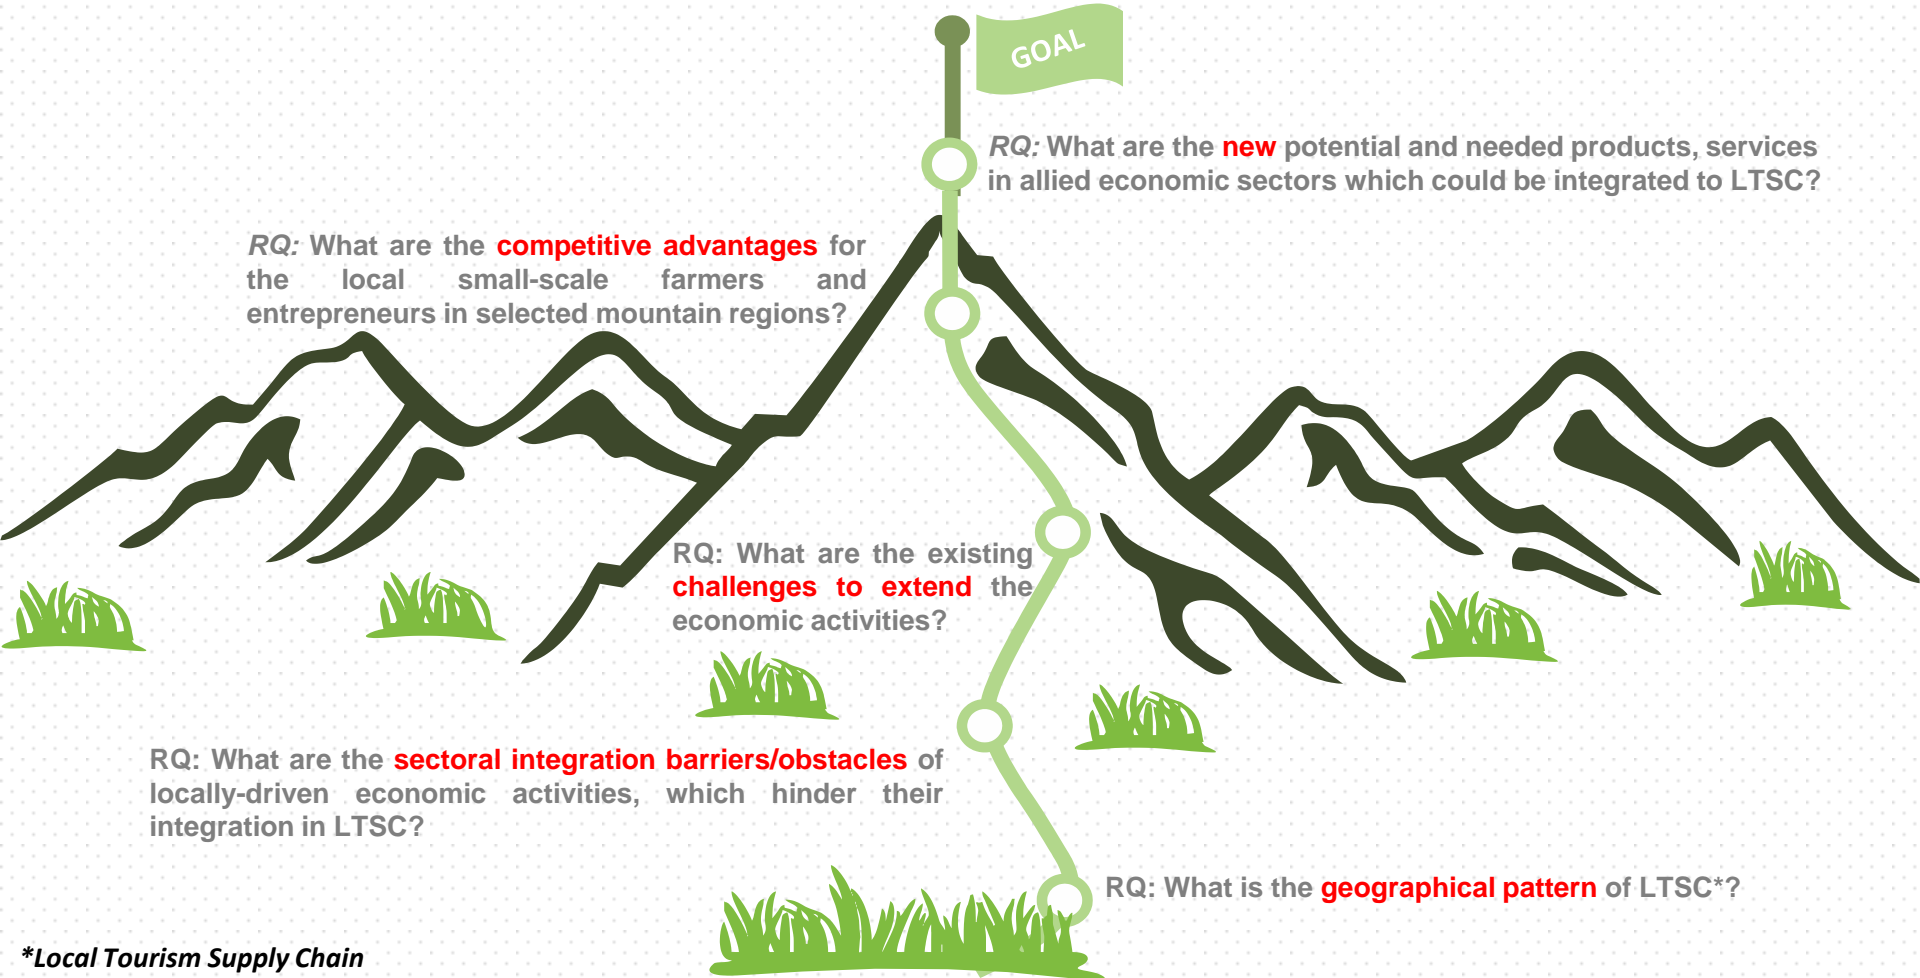 GOAL
RQ: What are the new potential and needed products, services
in allied economic sectors which could be integrated to LTSC?
RQ: What are the competitive advantages for
the local small-scale farmers and
entrepreneurs in selected mountain regions?
RQ: What are the existing
challenges to extend the
economic activities?
RQ: What are the sectoral integration barriers/obstacles of
locally-driven economic activities, which hinder their
integration in LTSC?
RQ: What is the geographical pattern of LTSC*?
*Local Tourism Supply Chain